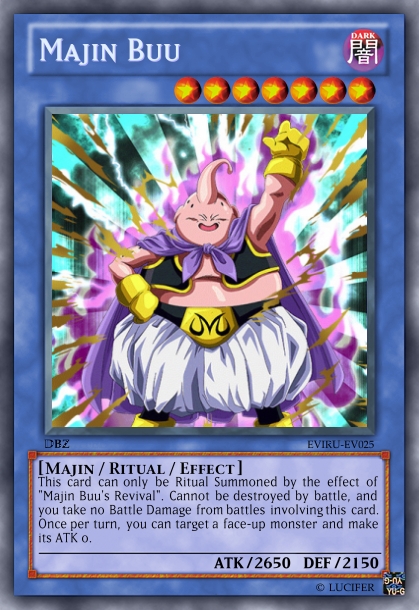 Majin Buu
DARK
闇
DBZ
EVIRU-EV025
[Majin / Ritual / Effect]
This card can only be Ritual Summoned by the effect of
"Majin Buu's Revival". Cannot be destroyed by battle, and
you take no Battle Damage from battles involving this card.
Once per turn, you can target a face-up monster and make
its ATK 0.
ATK/2650 DEF/2150
© LUCIFER